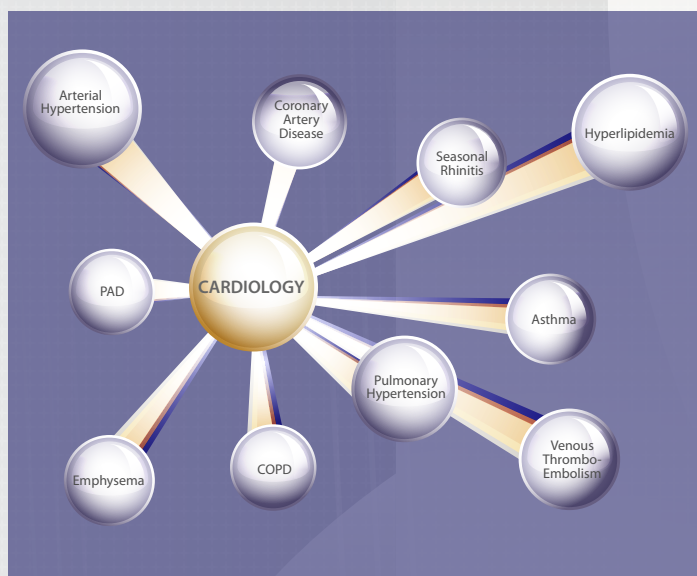 Arterial
Hypertension
Coronary
Artery
Disease
Seasonal
Rhinitis
Hyperlipidemia
PAD
CARDIOLOGY
Asthma
Pulmonary
Hypertension
Emphysema
COPD
Venous
Thrombo-
Embolism